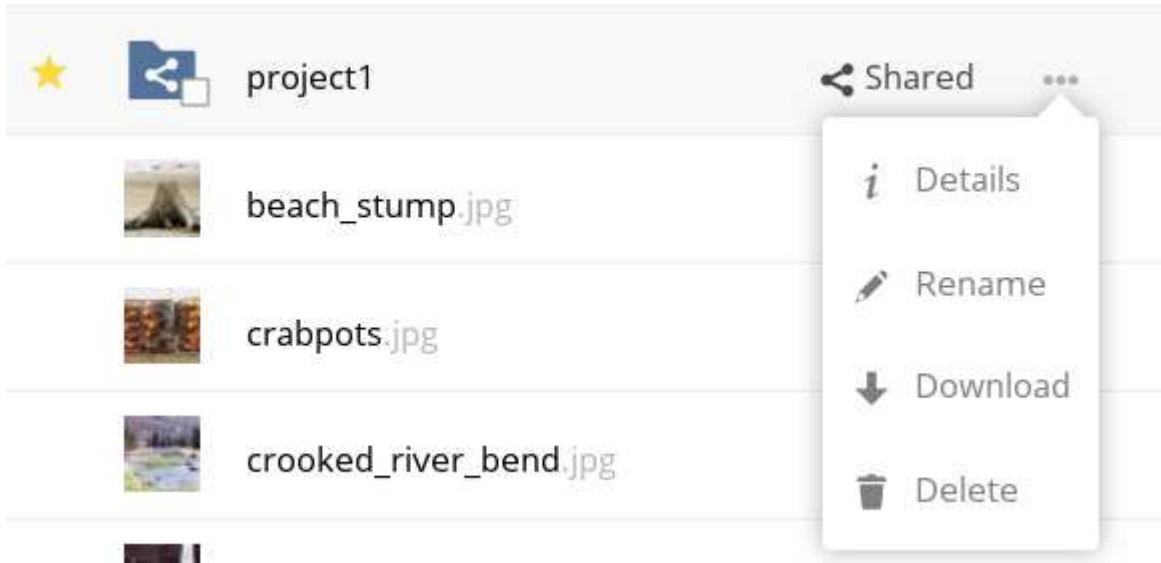 project1 Shared ...
Details
beach_stump.jpg
Rename
crabpots.jpg
Download
crooked_river_bend.jpg
Delete